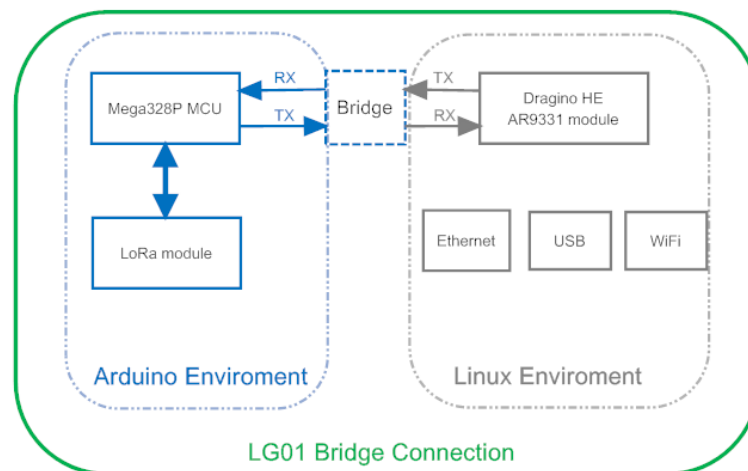 RX
TX
Mega328P MCU
Bridge
Dragino HE
AR9331 module
TX
RX
LoRa module
Ethernet
USB
WiFi
Arduino Enviroment
Linux Enviroment
LG01 Bridge Connection